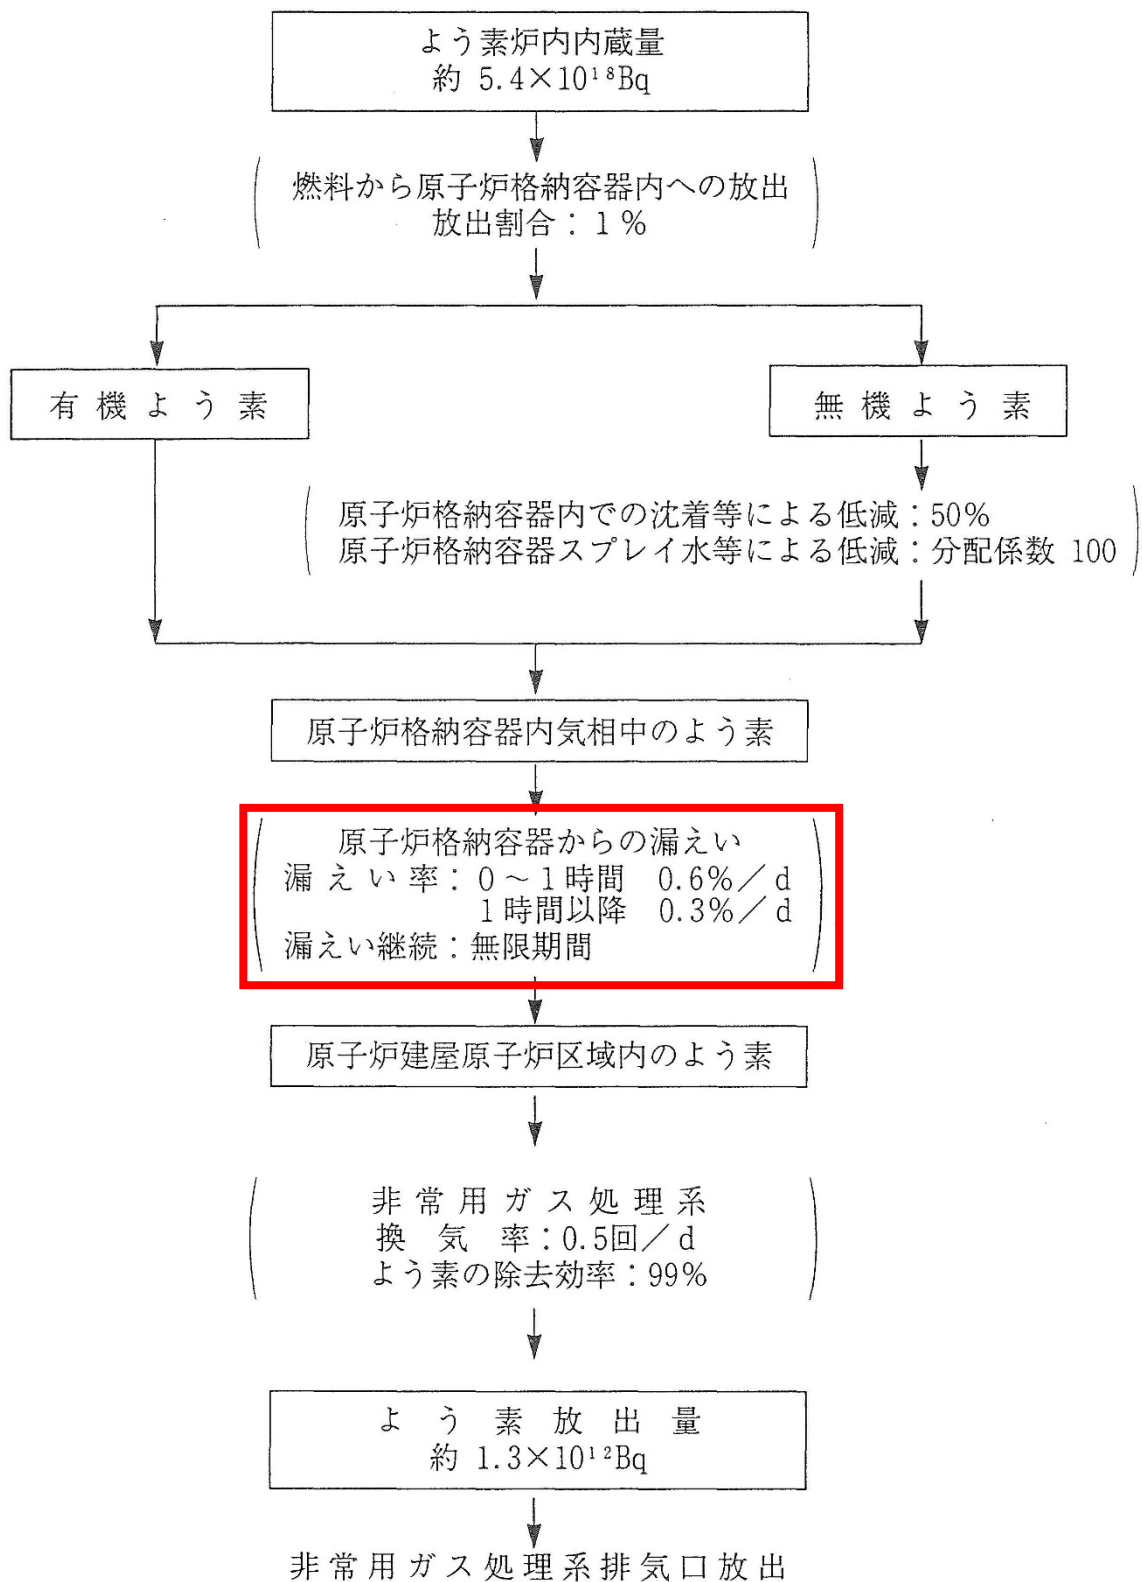 よう素炉内内蔵量
約 5.4×10¹⁸Bq
燃料から原子炉格納容器内への放出
放出割合：1％
有機よう素
無機よう素
原子炉格納容器内での沈着等による低減：50％
原子炉格納容器スプレイ水等による低減：分配係数 100
原子炉格納容器内気相中のよう素
原子炉格納容器からの漏えい
漏えい率：0～1時間 0.6％／d
1時間以降 0.3％／d
漏えい継続：無限期間
原子炉建屋原子炉区域内のよう素
非常用ガス処理系
換気率：0.5回／d
よう素の除去効率：99％
よう素放出量
約 1.3×10¹²Bq
非常用ガス処理系排気口放出